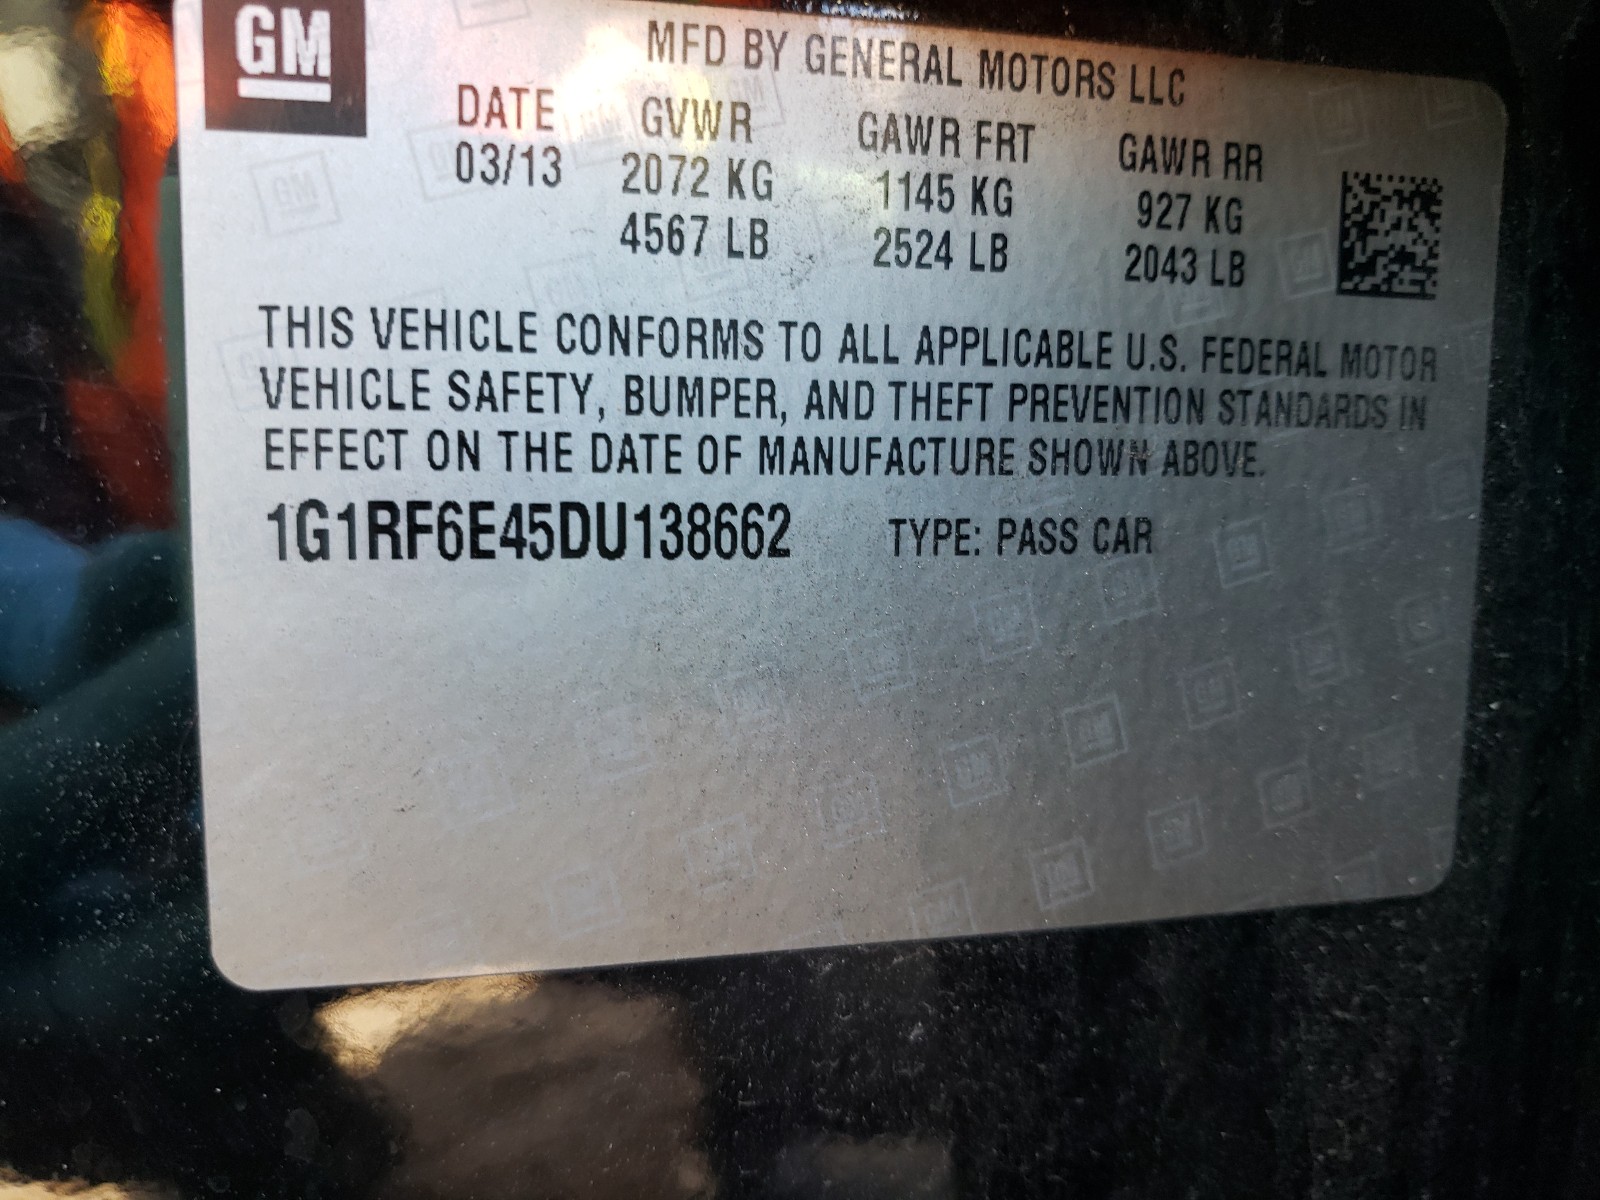 GM
MFD BY GENERAL MOTORS LLC
DATE GVWR GAWR FRT GAWR RR
03/13 2072 KG 1145 KG 927 KG
4567 LB 2524 LB 2043 LB
THIS VEHICLE CONFORMS TO ALL APPLICABLE U.S. FEDERAL MOTOR
VEHICLE SAFETY, BUMPER, AND THEFT PREVENTION STANDARDS IN
EFFECT ON THE DATE OF MANUFACTURE SHOWN ABOVE.
1G1RF6E45DU138662 TYPE: PASS CAR